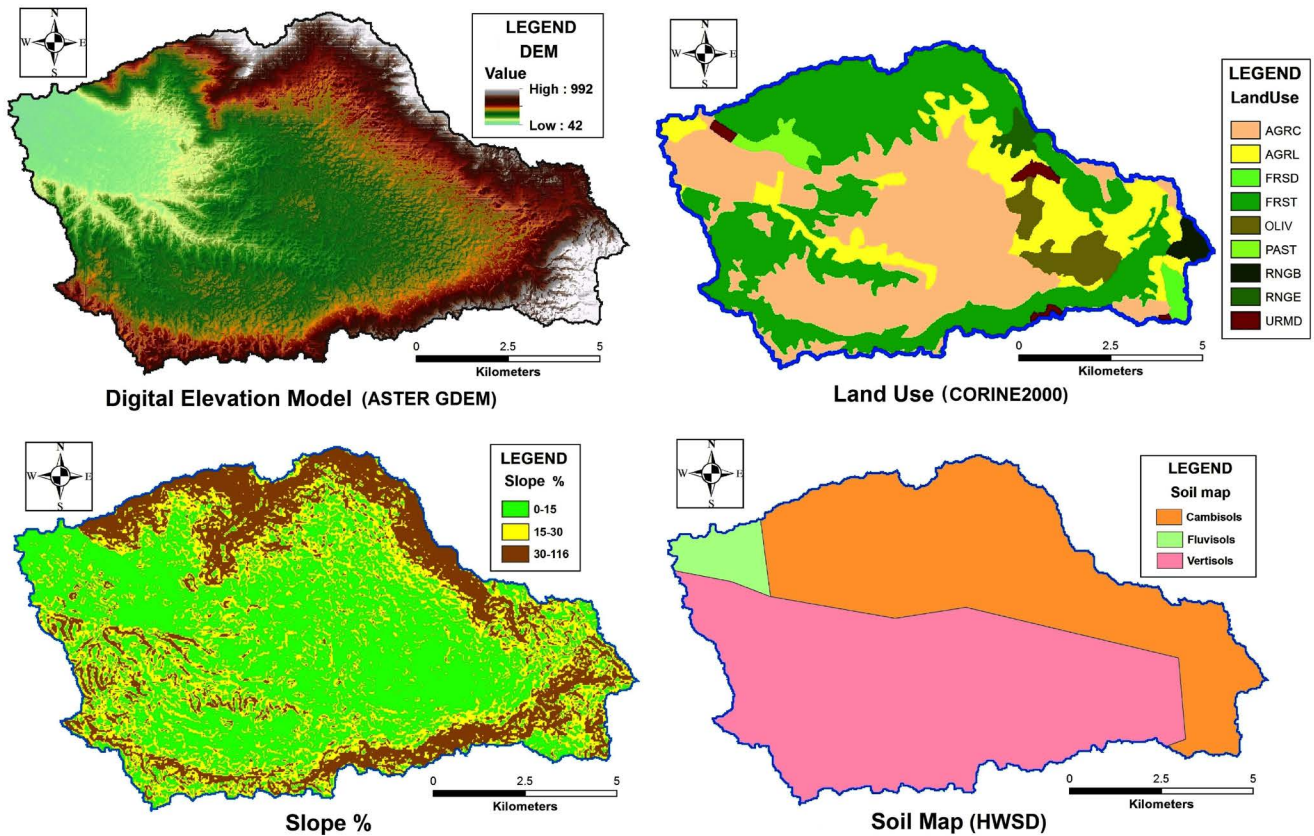 N
W E
S
LEGEND
DEM
Value
High : 992
Low : 42
0 2.5 5
Kilometers
Digital Elevation Model (ASTER GDEM)
N
W E
S
LEGEND
LandUse
AGRC
AGRL
FRSD
FRST
OLIV
PAST
RNGB
RNGE
URMD
0 2.5 5
Kilometers
Land Use (CORINE2000)
N
W E
S
LEGEND
Slope %
0-15
15-30
30-116
0 2.5 5
Kilometers
Slope %
N
W E
S
LEGEND
Soil map
Cambisols
Fluvisols
Vertisols
0 2.5 5
Kilometers
Soil Map (HWSD)